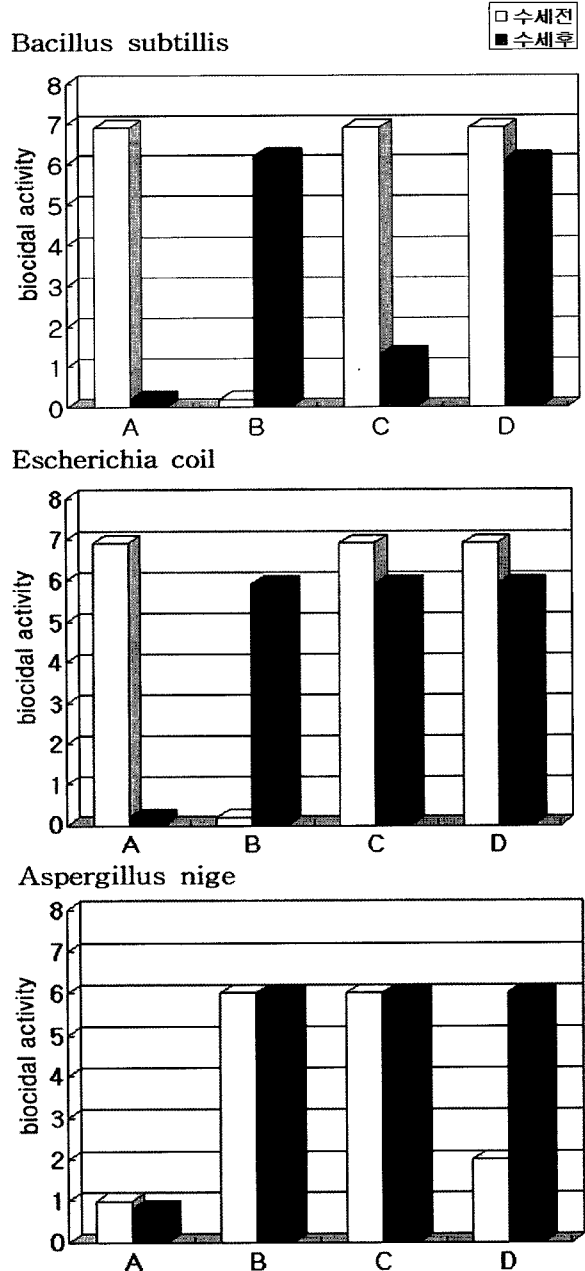 □ 수세전
■ 수세후
Bacillus subtillis
biocidal activity
8
7
6
5
4
3
2
1
0
A B C D
Escherichia coil
biocidal activity
8
7
6
5
4
3
2
1
0
A B C D
Aspergillus nige
biocidal activity
8
7
6
5
4
3
2
1
0
A B C D